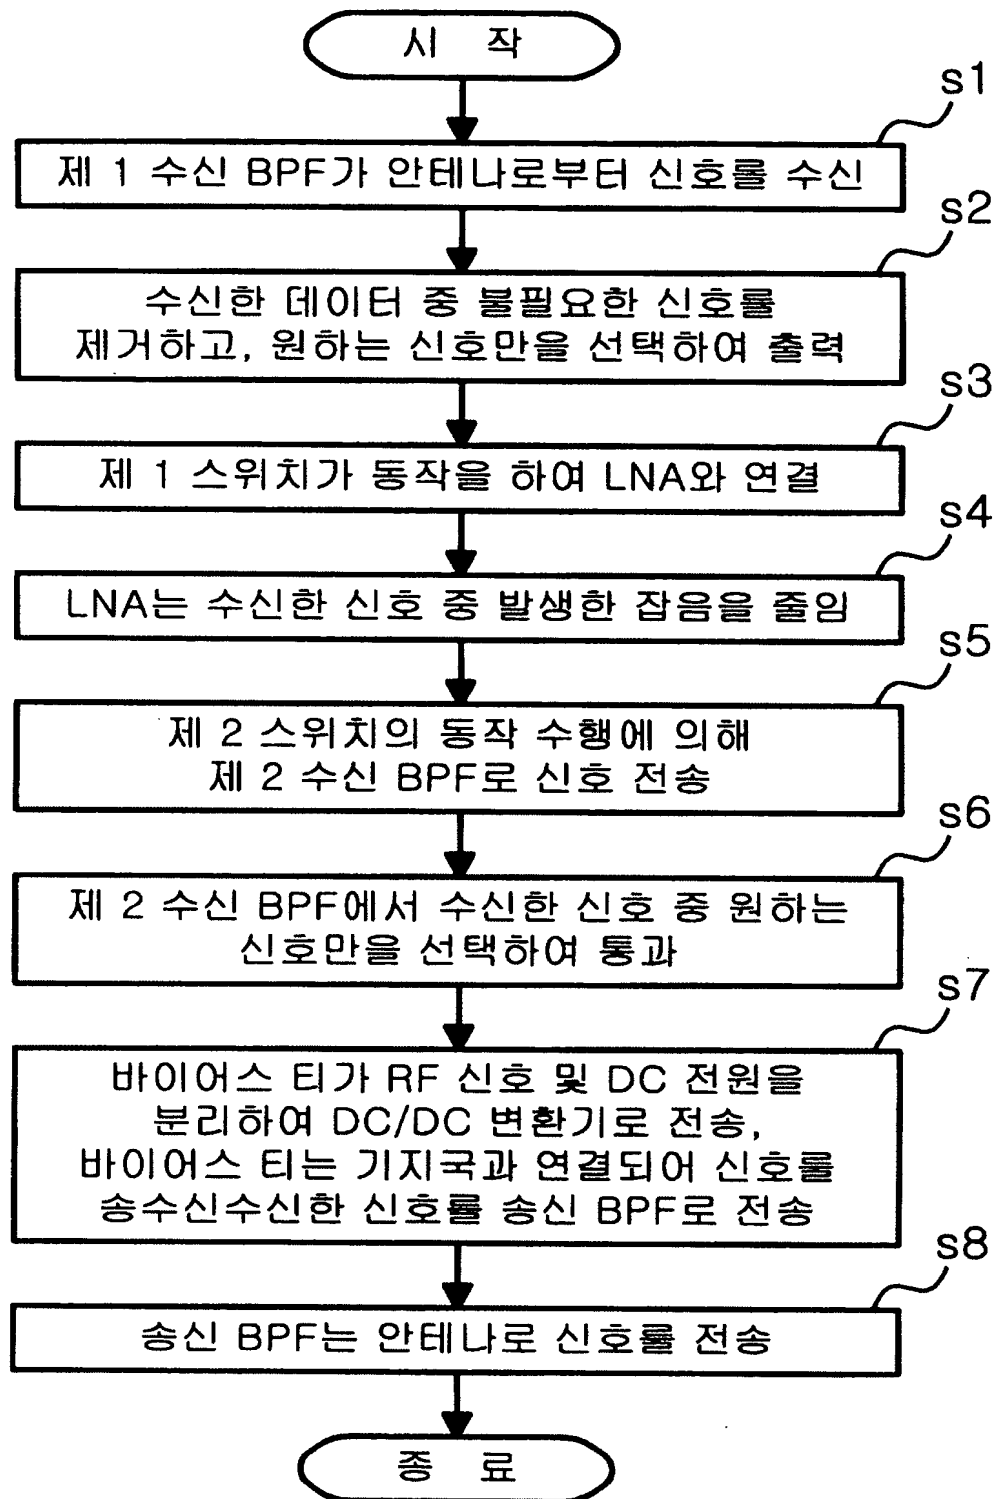 시 작
s1
제 1 수신 BPF가 안테나로부터 신호를 수신
s2
수신한 데이터 중 불필요한 신호를
제거하고, 원하는 신호만을 선택하여 출력
s3
제 1 스위치가 동작을 하여 LNA와 연결
s4
LNA는 수신한 신호 중 발생한 잡음을 줄임
s5
제 2 스위치의 동작 수행에 의해
제 2 수신 BPF로 신호 전송
s6
제 2 수신 BPF에서 수신한 신호 중 원하는
신호만을 선택하여 통과
s7
바이어스 티가 RF 신호 및 DC 전원을
분리하여 DC/DC 변환기로 전송,
바이어스 티는 기지국과 연결되어 신호를
송수신수신한 신호를 송신 BPF로 전송
s8
송신 BPF는 안테나로 신호를 전송
종 료